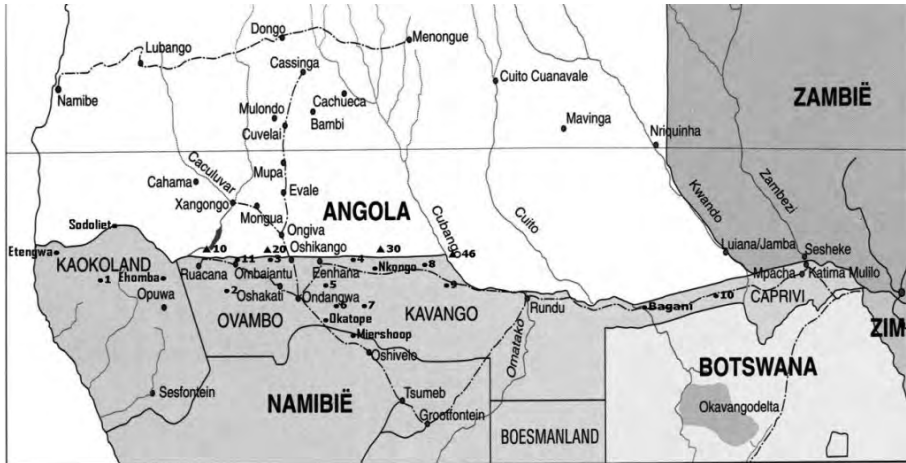 Dongo
Menongue
Lubango
Cassinga
Cuito Cuanavale
Namibe
Cachueca
Mulondo
Bambi
Cuvelai
Mavinga
ZAMBIË
Nriquinha
Caculuvar
Mupa
Cahama
Evale
Zambezi
Xangongo
Mongua
ANGOLA
Cubango
Cuito
Kwando
Sodoliet
Ongiva
Etengwa
10
20
Oshikango
30
46
Luiana/Jamba
Sesheke
KAOKOLAND
11
3
4
Nkongo
8
Ruacana
Ombalantu
Eenhana
Mpacha
Katima Mulilo
1
Ehomba
2
Oshakati
5
9
10
CAPRIVI
Opuwa
Ondangwa
6
7
Rundu
Bagani
OVAMBO
Okatope
KAVANGO
Omatako
ZIM
Miershoop
Oshivelo
BOTSWANA
Sesfontein
NAMIBIË
Tsumeb
Okavangodelta
Grootfontein
BOESMANLAND